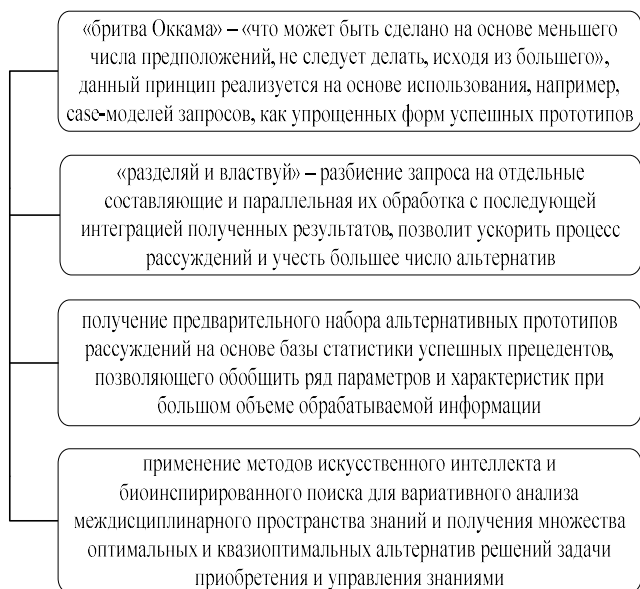 «бритва Оккама» – «что может быть сделано на основе меньшего
числа предположений, не следует делать, исходя из большего»,
данный принцип реализуется на основе использования, например,
case-моделей запросов, как упрощенных форм успешных прототипов
«разделяй и властвуй» – разбиение запроса на отдельные
составляющие и параллельная их обработка с последующей
интеграцией полученных результатов, позволит ускорить процесс
рассуждений и учесть большее число альтернатив
получение предварительного набора альтернативных прототипов
рассуждений на основе базы статистики успешных прецедентов,
позволяющего обобщить ряд параметров и характеристик при
большом объеме обрабатываемой информации
применение методов искусственного интеллекта и
биоинспирированного поиска для вариативного анализа
междисциплинарного пространства знаний и получения множества
оптимальных и квазиоптимальных альтернатив решений задачи
приобретения и управления знаниями